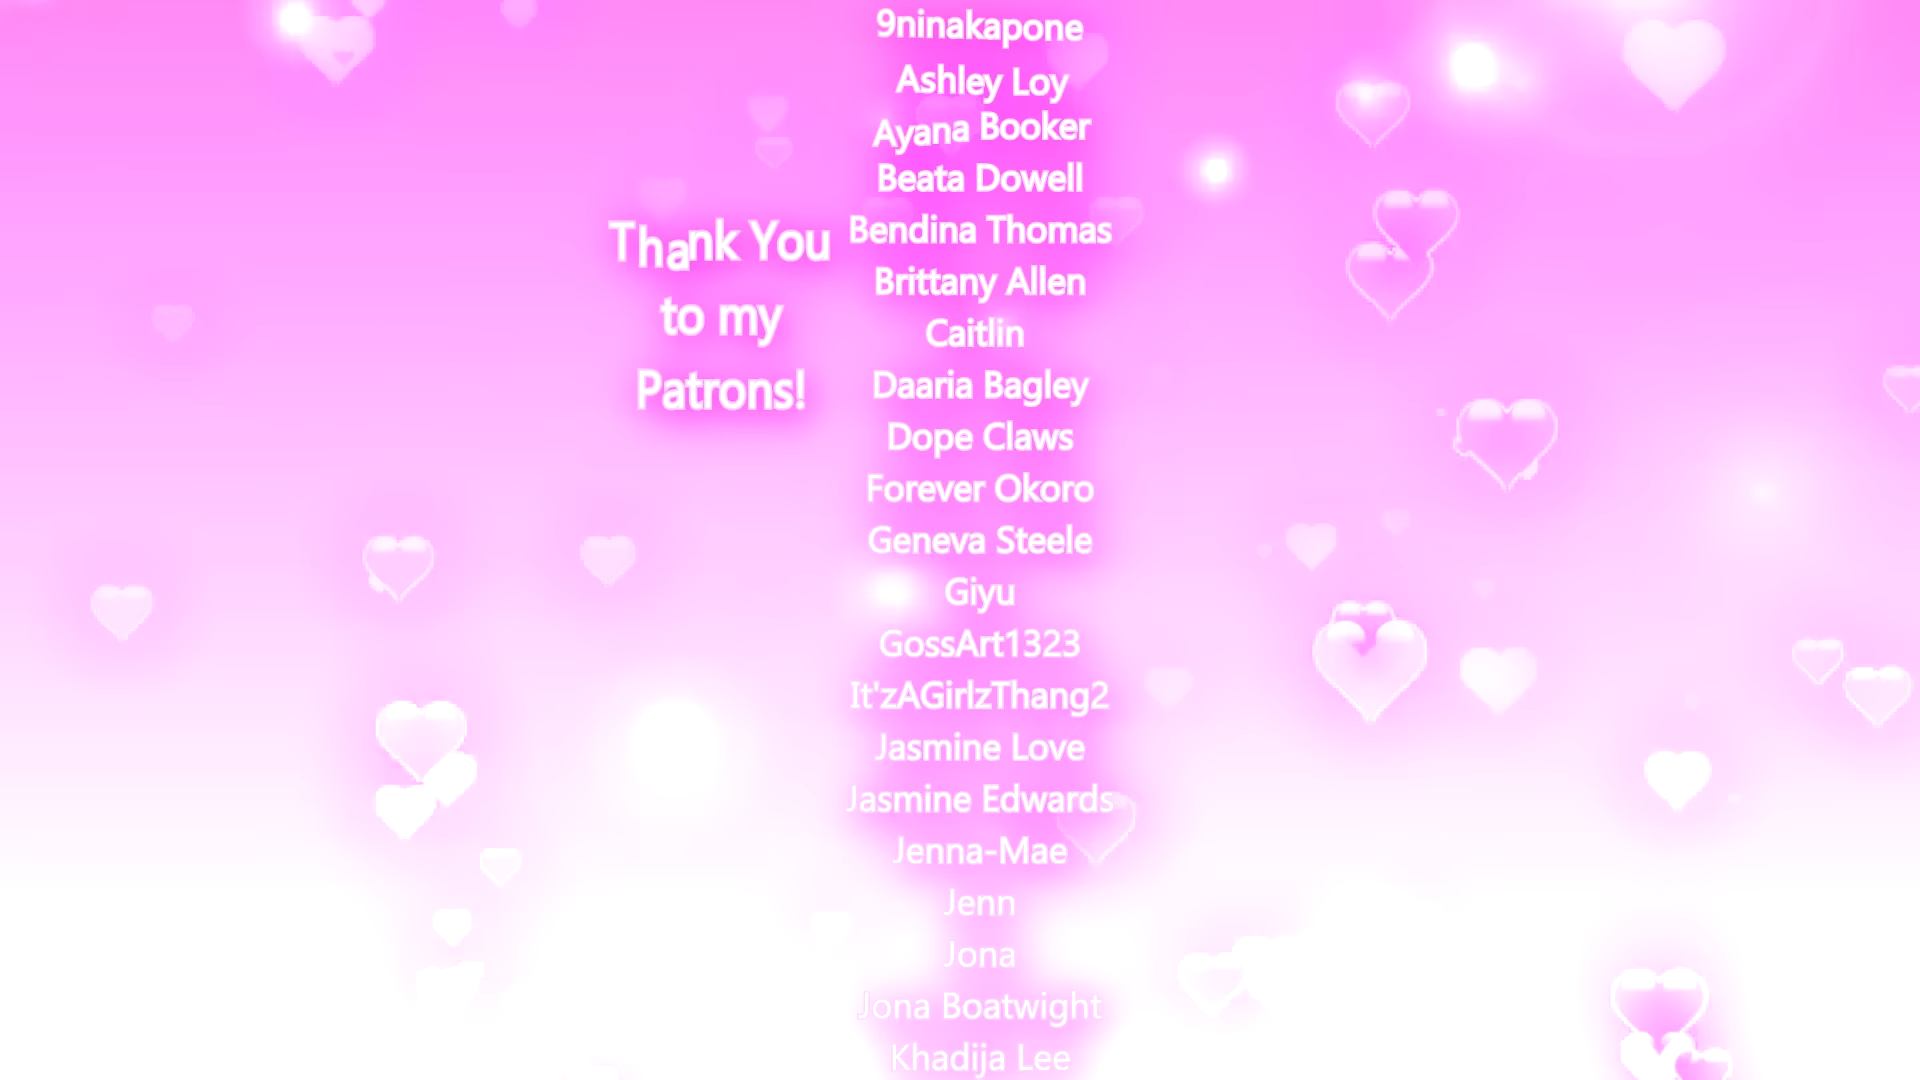 Thank You
to my
Patrons!
9ninakapone
Ashley Loy
Ayana Booker
Beata Dowell
Bendina Thomas
Brittany Allen
Caitlin
Daaria Bagley
Dope Claws
Forever Okoro
Geneva Steele
Giyu
GossArt1323
It'zAGirlzThang2
Jasmine Love
Jasmine Edwards
Jenna-Mae
Jenn
Jona
Jona Boatwight
Khadija Lee